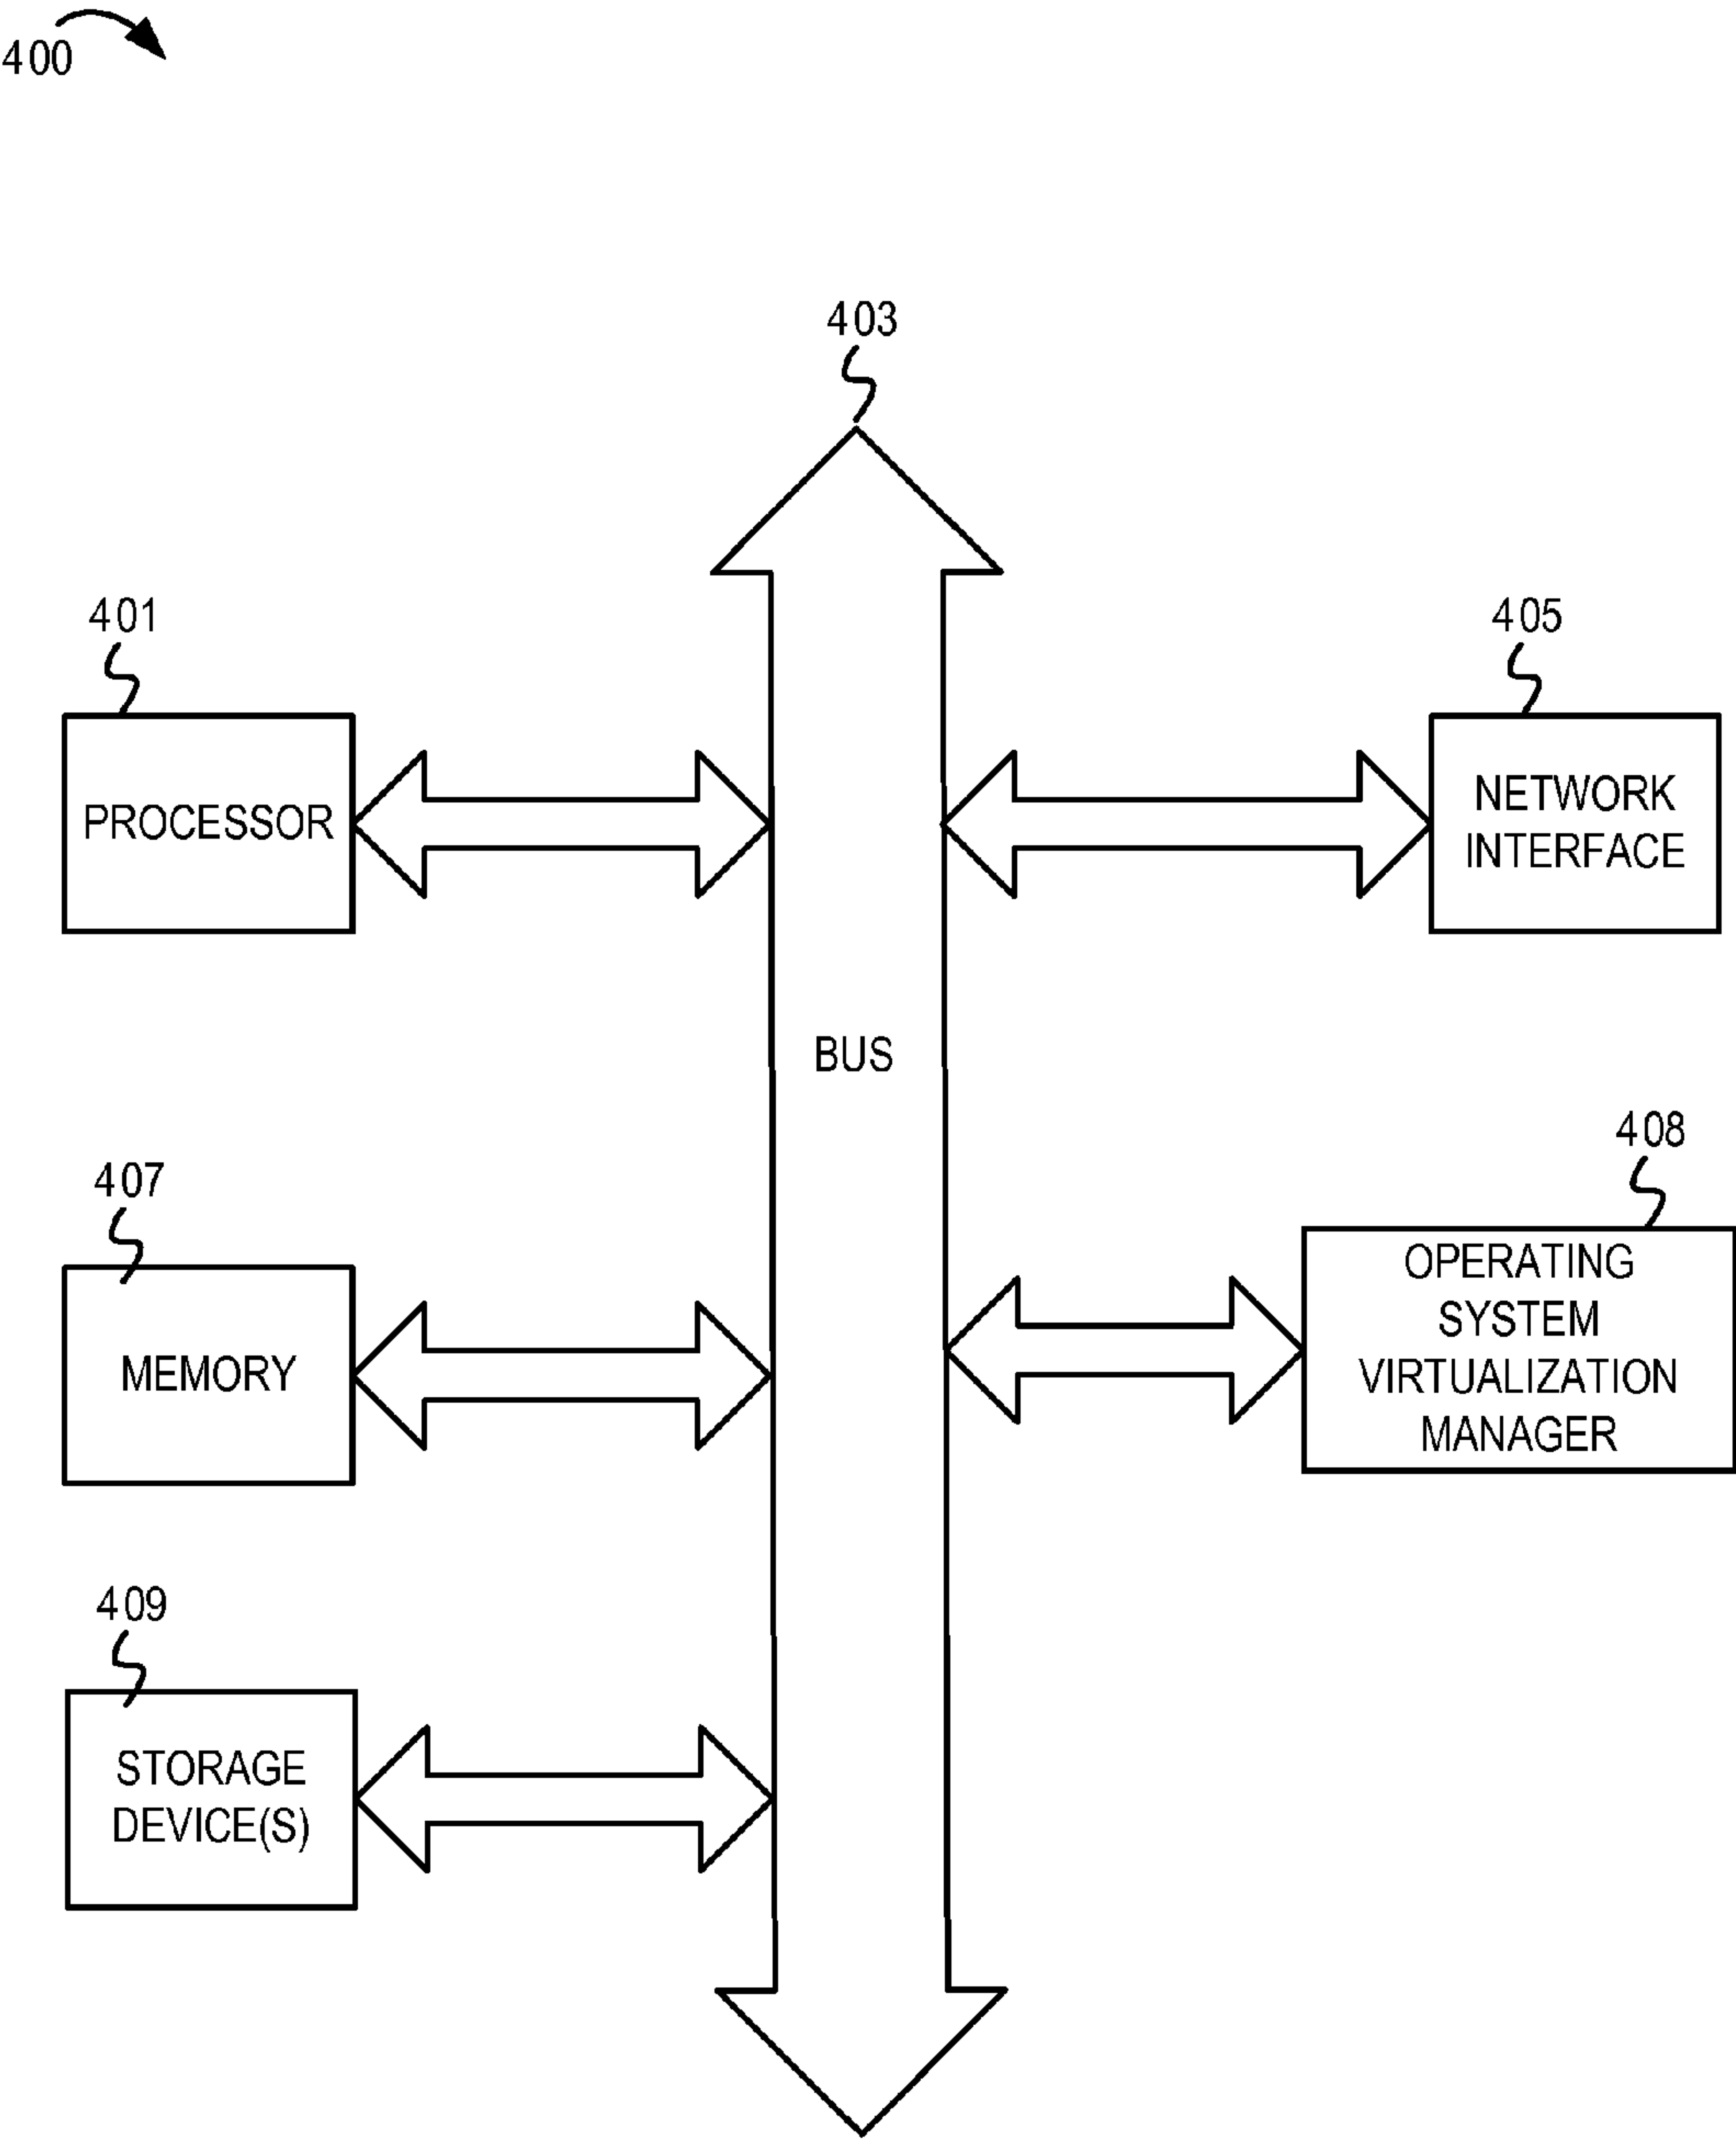 400
403
401
PROCESSOR
405
NETWORK
INTERFACE
BUS
407
MEMORY
408
OPERATING
SYSTEM
VIRTUALIZATION
MANAGER
409
STORAGE
DEVICE(S)